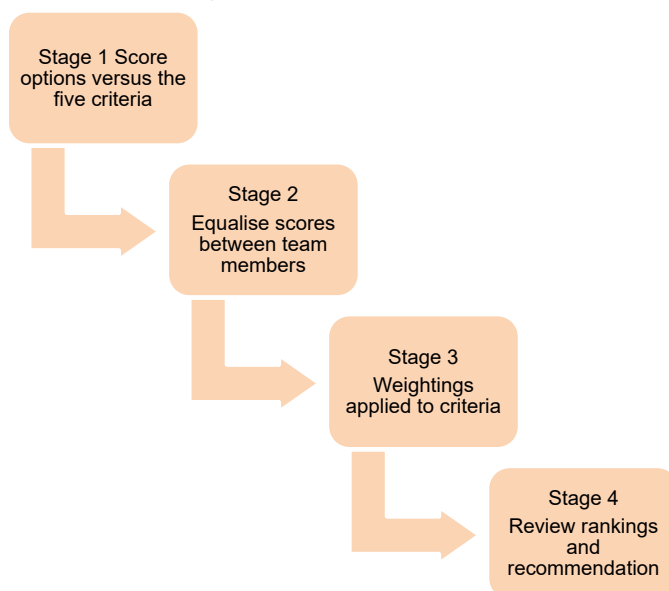 Stage 1 Score
options versus the
five criteria
Stage 2
Equalise scores
between team
members
Stage 3
Weightings
applied to criteria
Stage 4
Review rankings
and
recommendation